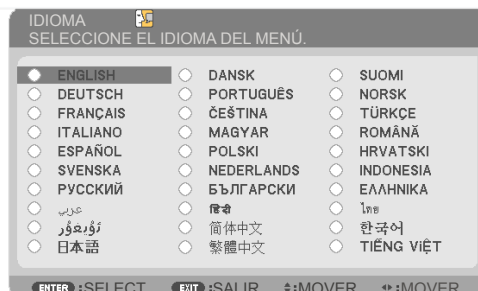 IDIOMA
SELECCIONE EL IDIOMA DEL MENÚ.
ENGLISH DANSK SUOMI
DEUTSCH PORTUGUÊS NORSK
FRANÇAIS ČEŠTINA TÜRKÇE
ITALIANO MAGYAR ROMÂNĂ
ESPAÑOL POLSKI HRVATSKI
SVENSKA NEDERLANDS INDONESIA
РУССКИЙ БЪЛГАРСКИ ΕΛΛΗΝΙΚΑ
عربي हिंदी ไทย
ئۇيغۇر 简体中文 한국어
日本語 繁體中文 TIẾNG VIỆT
ENTER :SELECT. EXIT :SALIR :MOVER :MOVER